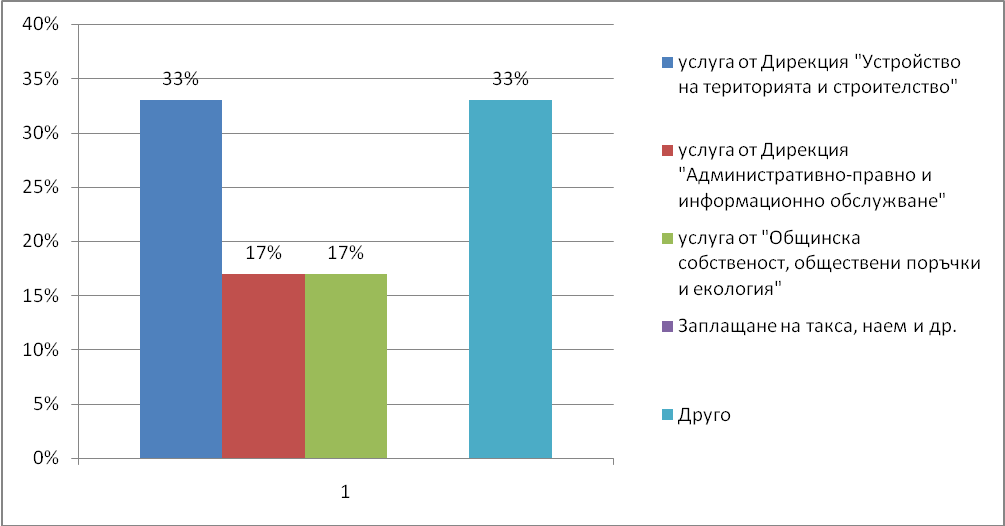 40%
35%
30%
25%
20%
15%
10%
5%
0%
33%
17%
17%
33%
1
услуга от Дирекция "Устройство
на територията и строителство"
услуга от Дирекция
"Административно-правно и
информационно обслужване"
услуга от "Общинска
собственост, обществени поръчки
и екология"
Заплащане на такса, наем и др.
Друго